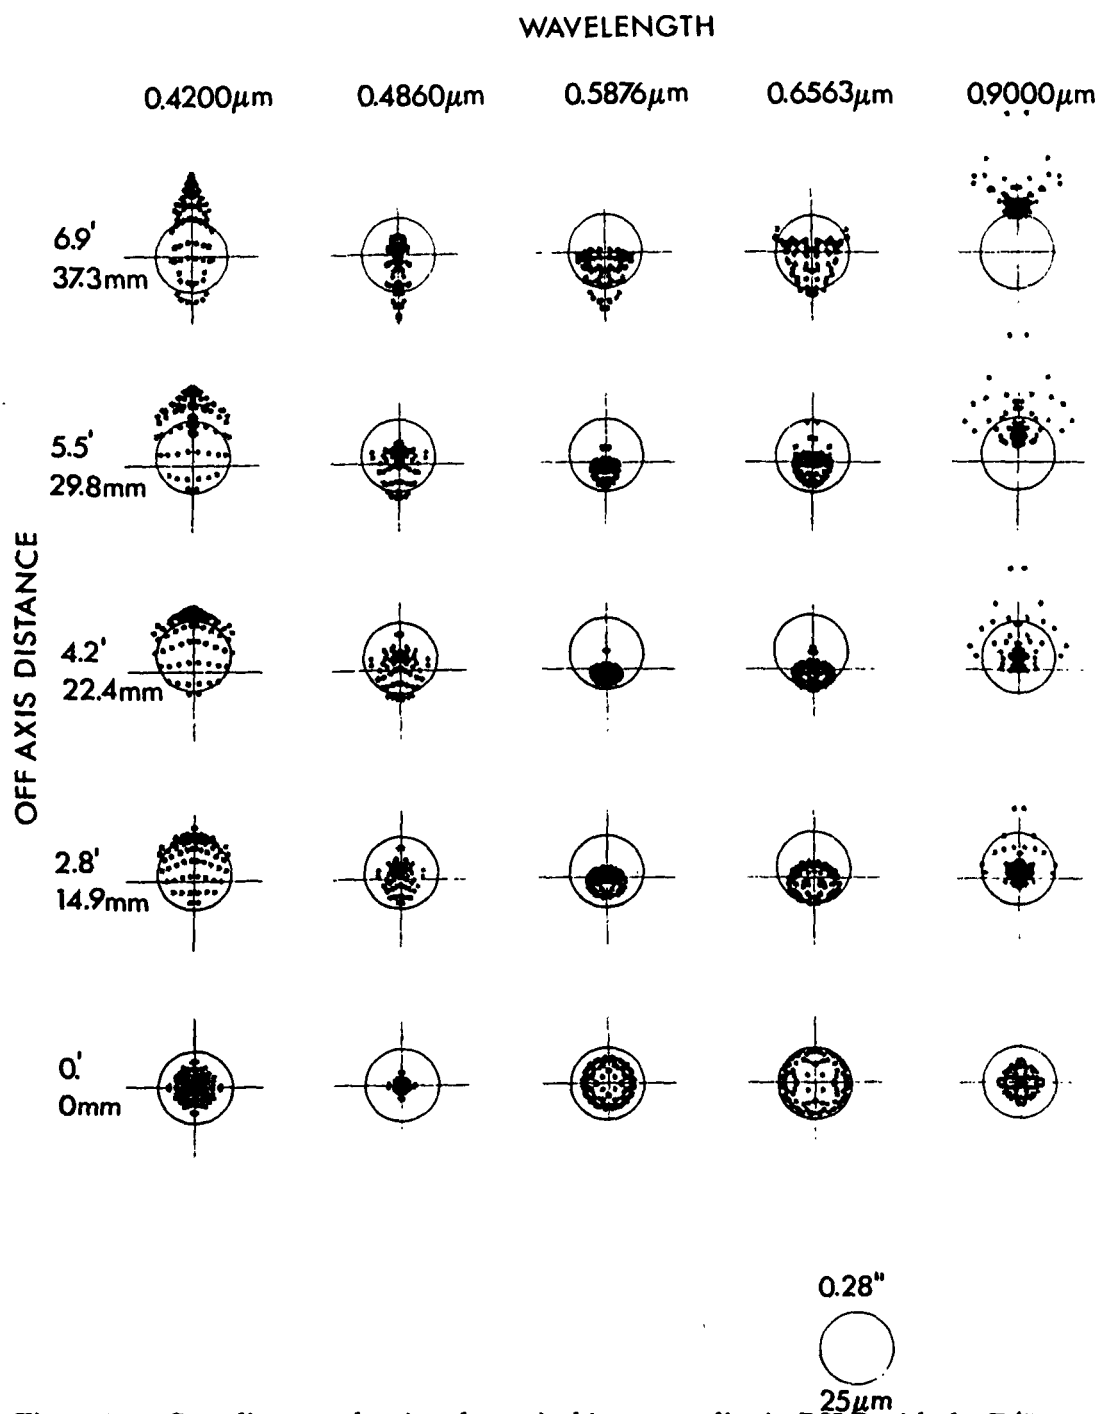 WAVELENGTH
0.4200μm 0.4860μm 0.5876μm 0.6563μm 0.9000μm
6.9'
37.3mm
5.5'
29.8mm
OFF AXIS DISTANCE
4.2'
22.4mm
2.8'
14.9mm
0.'
0mm
0.28"
25μm